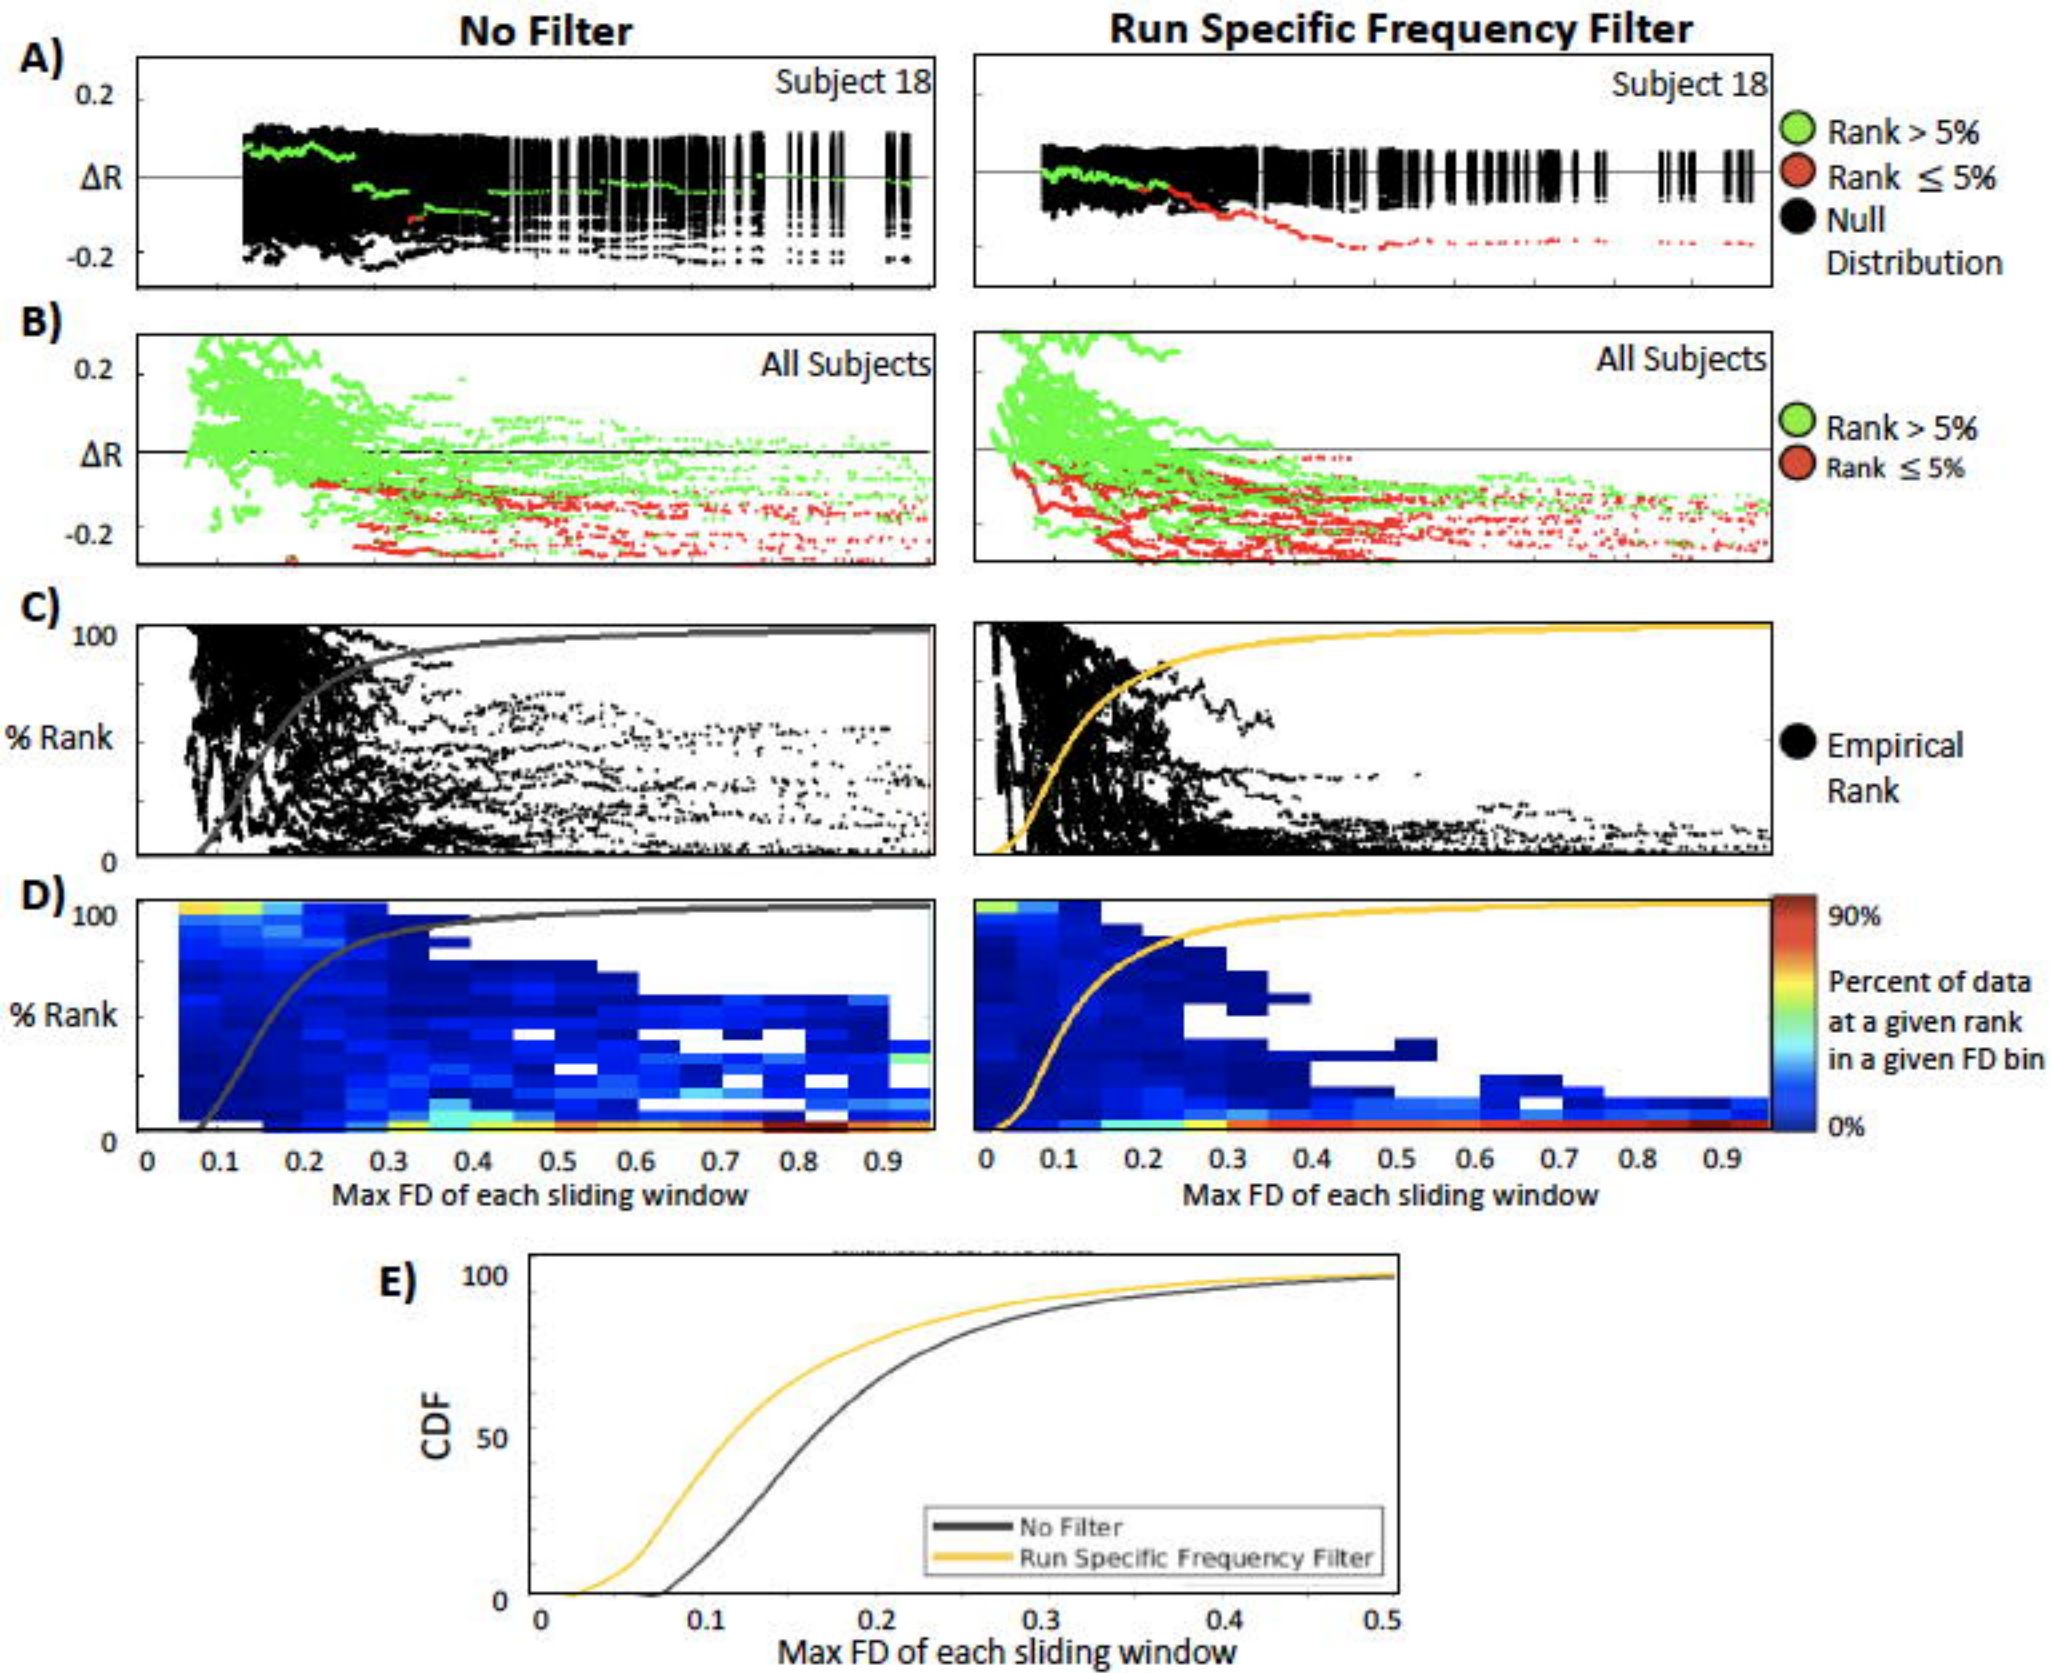 No Filter
Run Specific Frequency Filter
A)
0.2
ΔR
-0.2
Subject 18
Subject 18
Rank > 5%
Rank ≤ 5%
Null
Distribution
B)
0.2
ΔR
-0.2
All Subjects
All Subjects
Rank > 5%
Rank ≤ 5%
C)
100
% Rank
0
Empirical
Rank
D)
100
% Rank
0
90%
Percent of data
at a given rank
in a given FD bin
0%
0 0.1 0.2 0.3 0.4 0.5 0.6 0.7 0.8 0.9
0 0.1 0.2 0.3 0.4 0.5 0.6 0.7 0.8 0.9
Max FD of each sliding window
Max FD of each sliding window
E)
100
CDF
50
0
No Filter
Run Specific Frequency Filter
0 0.1 0.2 0.3 0.4 0.5
Max FD of each sliding window